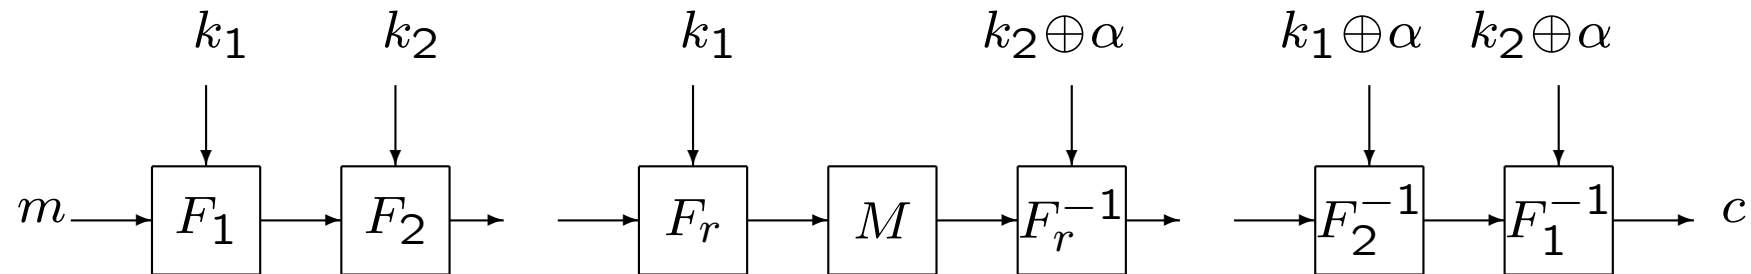 k₁ k₂ k₁ k₂⊕α k₁⊕α k₂⊕α
m F₁ F₂ Fᵣ M Fᵣ⁻¹ F₂⁻¹ F₁⁻¹ c